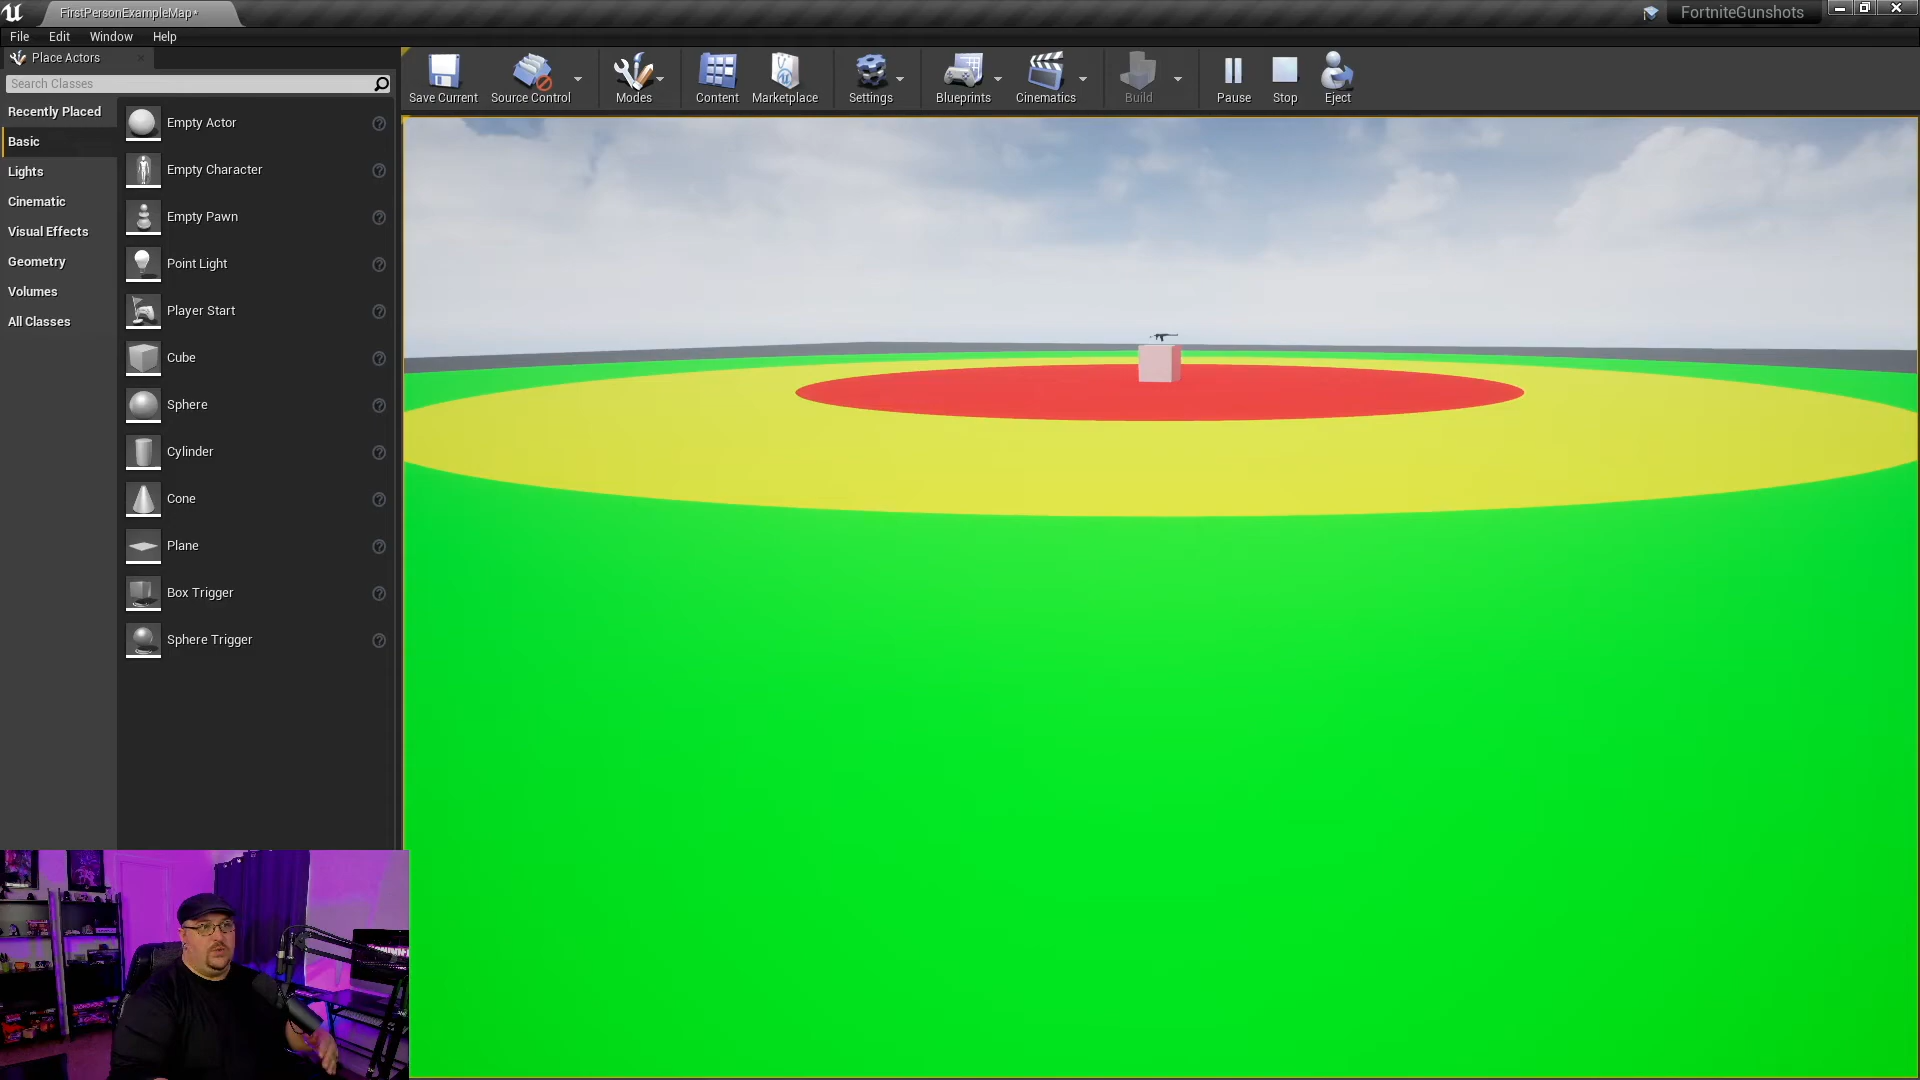 FirstPersonExampleMap*
FortniteGunshots
File Edit Window Help
Place Actors
Search Classes
Recently Placed
Basic
Lights
Cinematic
Visual Effects
Geometry
Volumes
All Classes
Empty Actor
Empty Character
Empty Pawn
Point Light
Player Start
Cube
Sphere
Cylinder
Cone
Plane
Box Trigger
Sphere Trigger
Save Current
Source Control
Modes
Content
Marketplace
Settings
Blueprints
Cinematics
Build
Pause
Stop
Eject